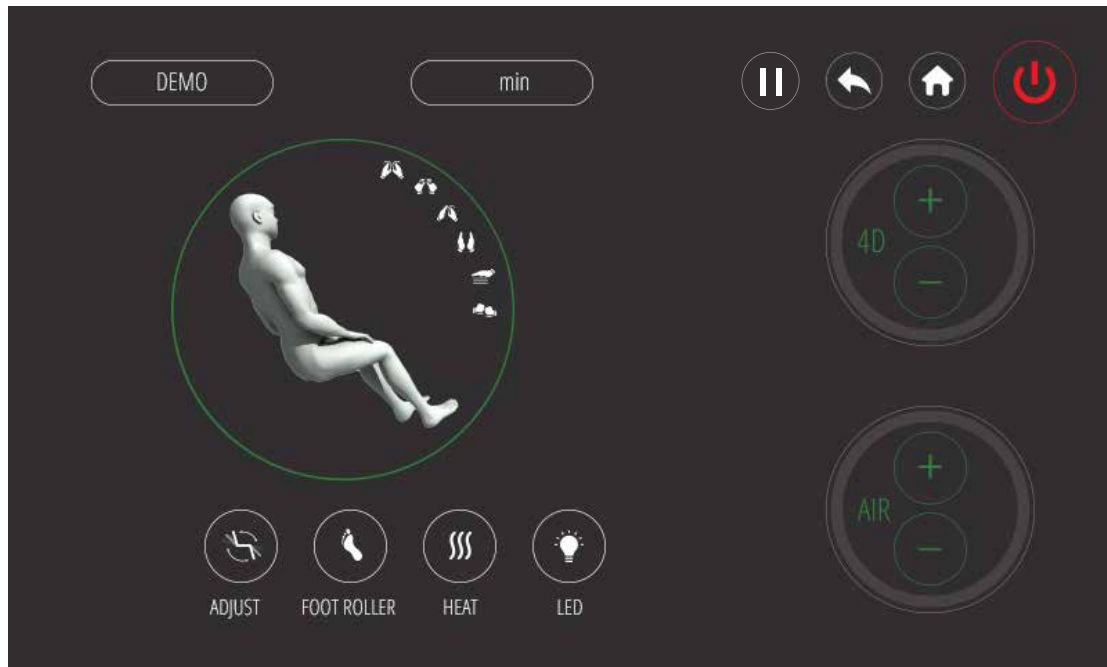 DEMO
min
4D
AIR
ADJUST
FOOT ROLLER
HEAT
LED